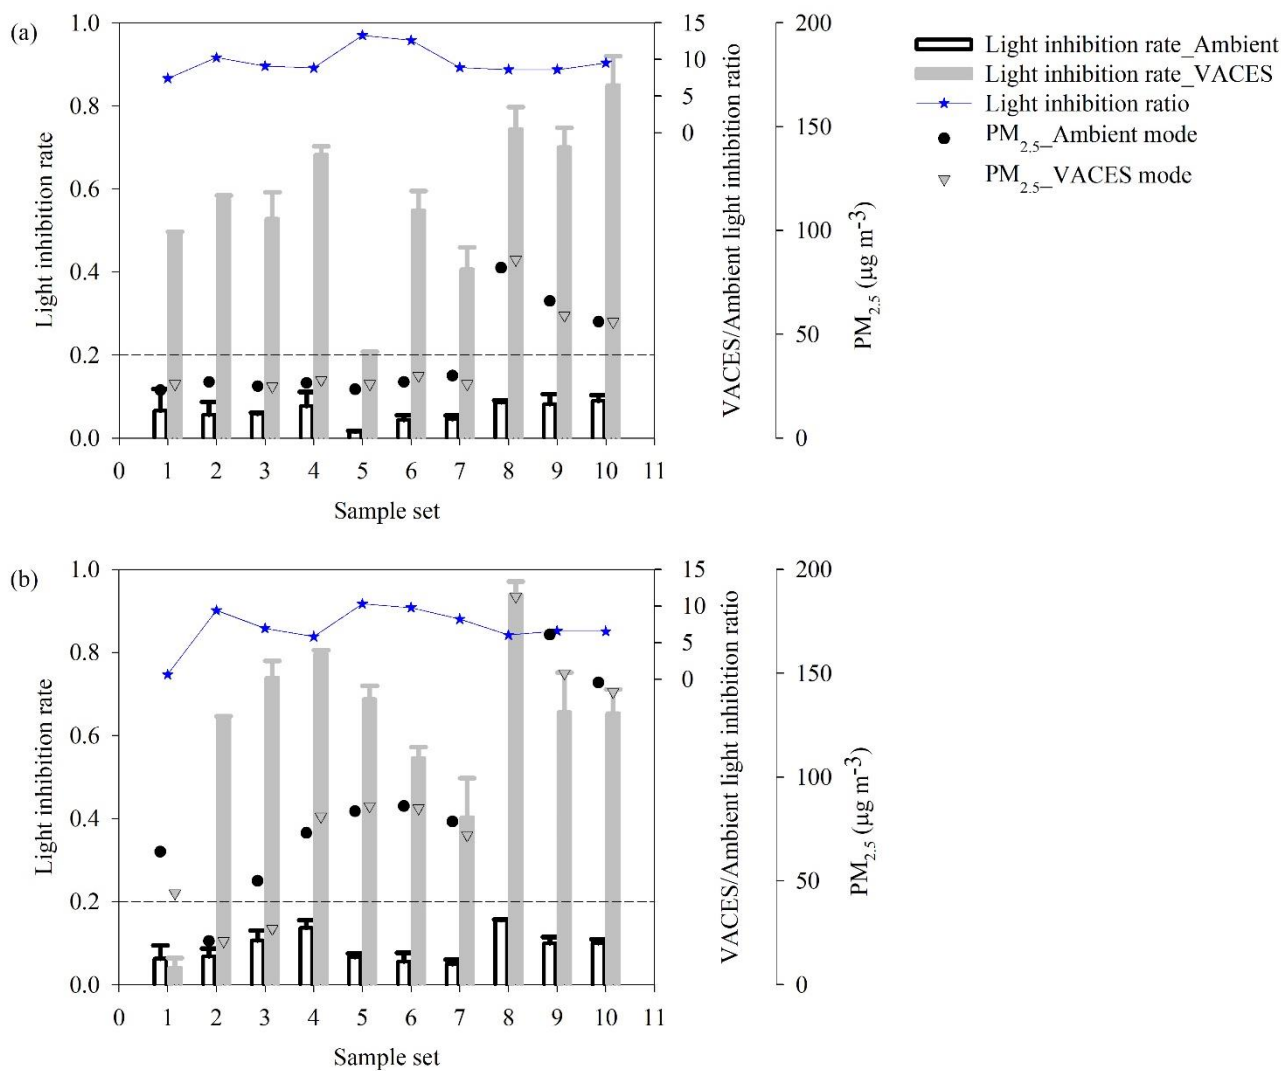 (a)
1.0
0.8
0.6
0.4
0.2
0.0
Light inhibition rate
0 1 2 3 4 5 6 7 8 9 10 11
Sample set
15
10
5
0
VACES/Ambient light inhibition ratio
200
150
100
50
0
PM2.5 (μg m-3)
Light inhibition rate_Ambient
Light inhibition rate_VACES
Light inhibition ratio
PM2.5_Ambient mode
PM2.5_VACES mode
(b)
1.0
0.8
0.6
0.4
0.2
0.0
Light inhibition rate
0 1 2 3 4 5 6 7 8 9 10 11
Sample set
15
10
5
0
VACES/Ambient light inhibition ratio
200
150
100
50
0
PM2.5 (μg m-3)